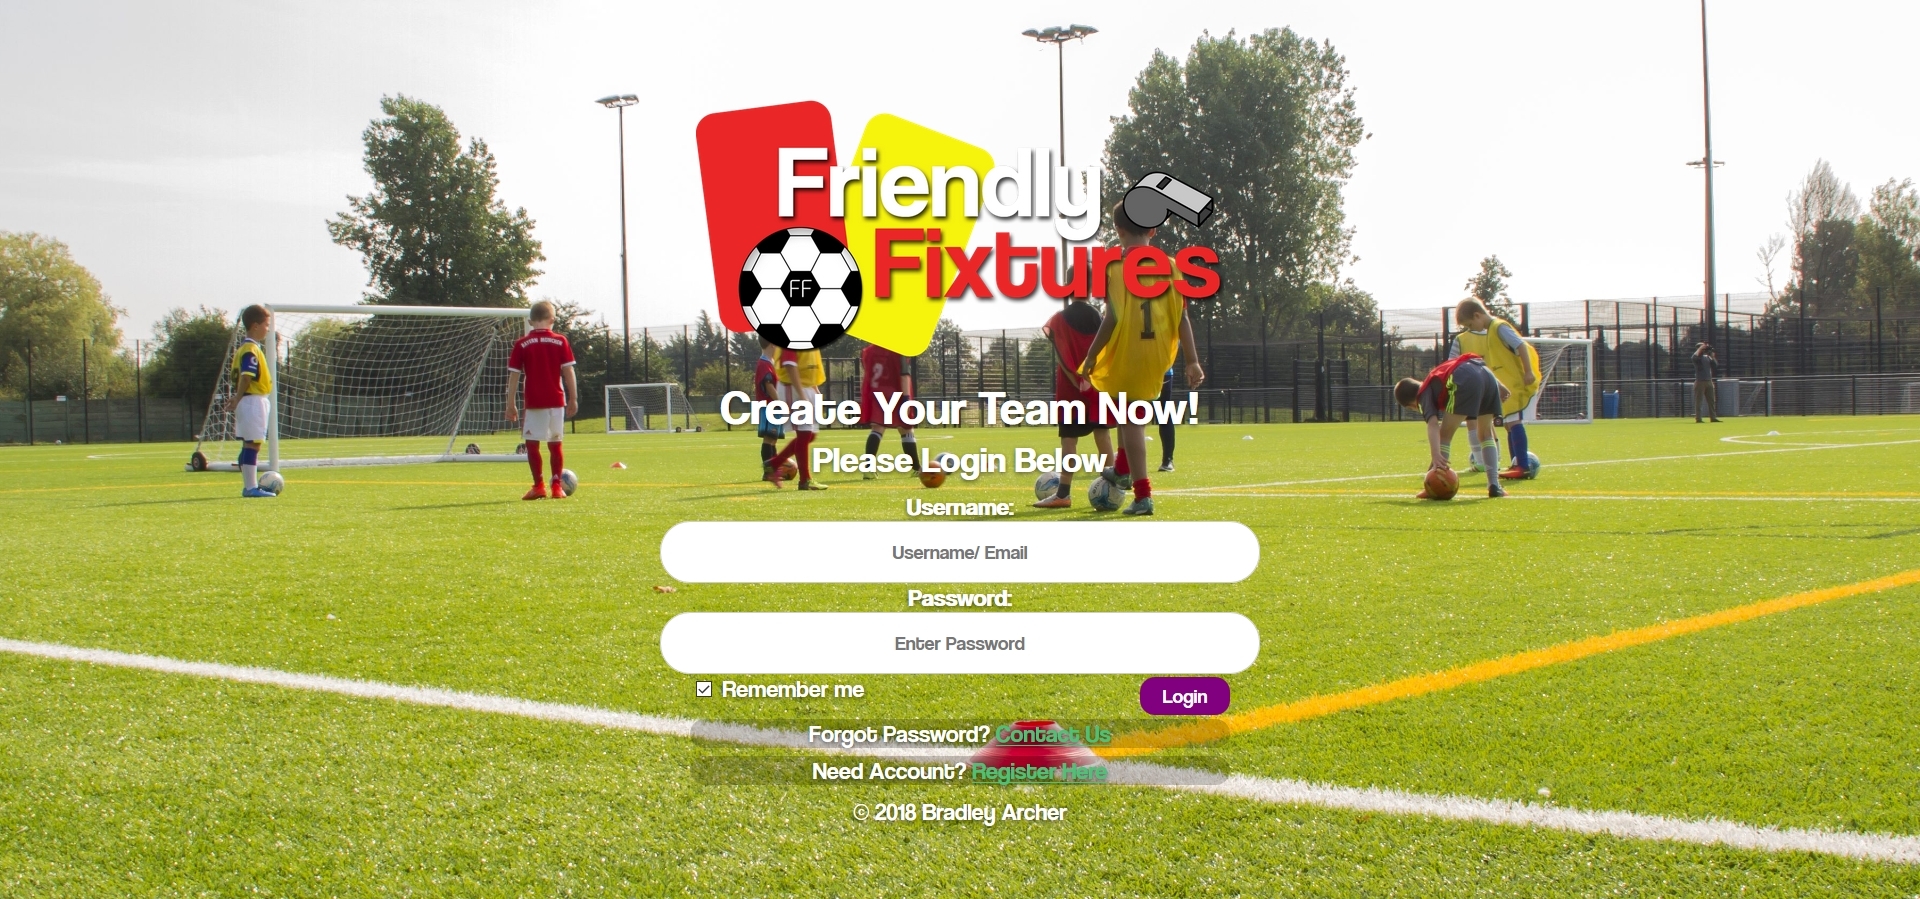 Friendly
Fixtures
FF
1
2
Create Your Team Now!
Please Login Below
Username:
Username/ Email
Password:
Enter Password
Remember me
Login
Forgot Password? Contact Us
Need Account? Register Here
© 2018 Bradley Archer